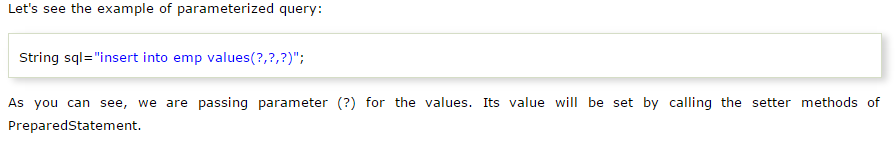 Let's see the example of parameterized query:
String sql="insert into emp values(?,?,?)";
As you can see, we are passing parameter (?) for the values. Its value will be set by calling the setter methods of
PreparedStatement.